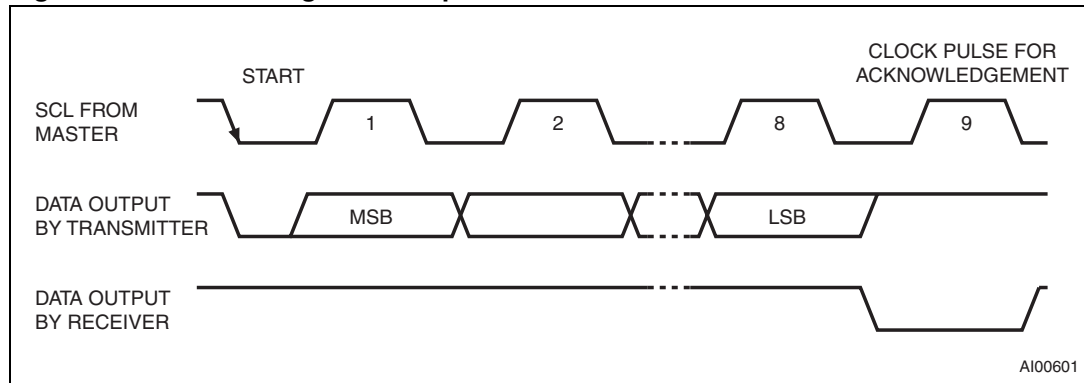 CLOCK PULSE FOR
ACKNOWLEDGEMENT
START
SCL FROM
MASTER
1
2
8
9
DATA OUTPUT
BY TRANSMITTER
MSB
LSB
DATA OUTPUT
BY RECEIVER
AI00601